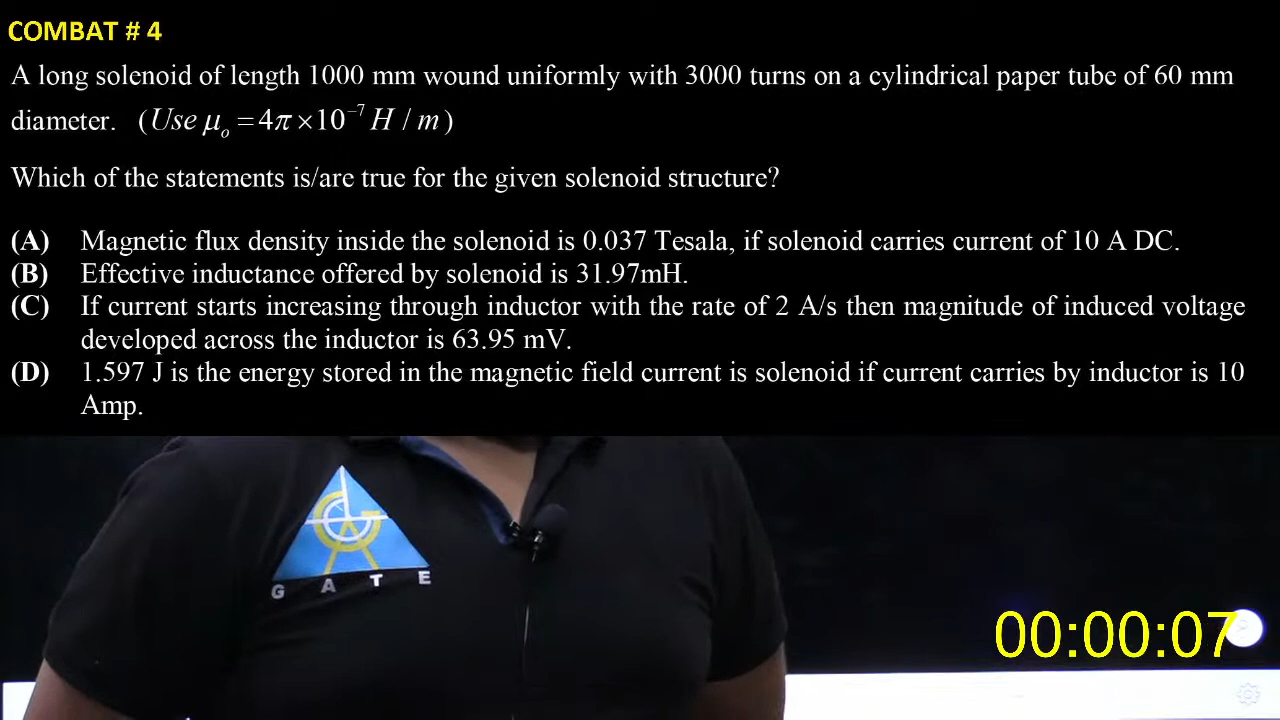 COMBAT # 4
A long solenoid of length 1000 mm wound uniformly with 3000 turns on a cylindrical paper tube of 60 mm
diameter. (Use μ₀ = 4π ×10⁻⁷ H / m)
Which of the statements is/are true for the given solenoid structure?
(A) Magnetic flux density inside the solenoid is 0.037 Tesala, if solenoid carries current of 10 A DC.
(B) Effective inductance offered by solenoid is 31.97mH.
(C) If current starts increasing through inductor with the rate of 2 A/s then magnitude of induced voltage
developed across the inductor is 63.95 mV.
(D) 1.597 J is the energy stored in the magnetic field current is solenoid if current carries by inductor is 10
Amp.
G A T E
00:00:07